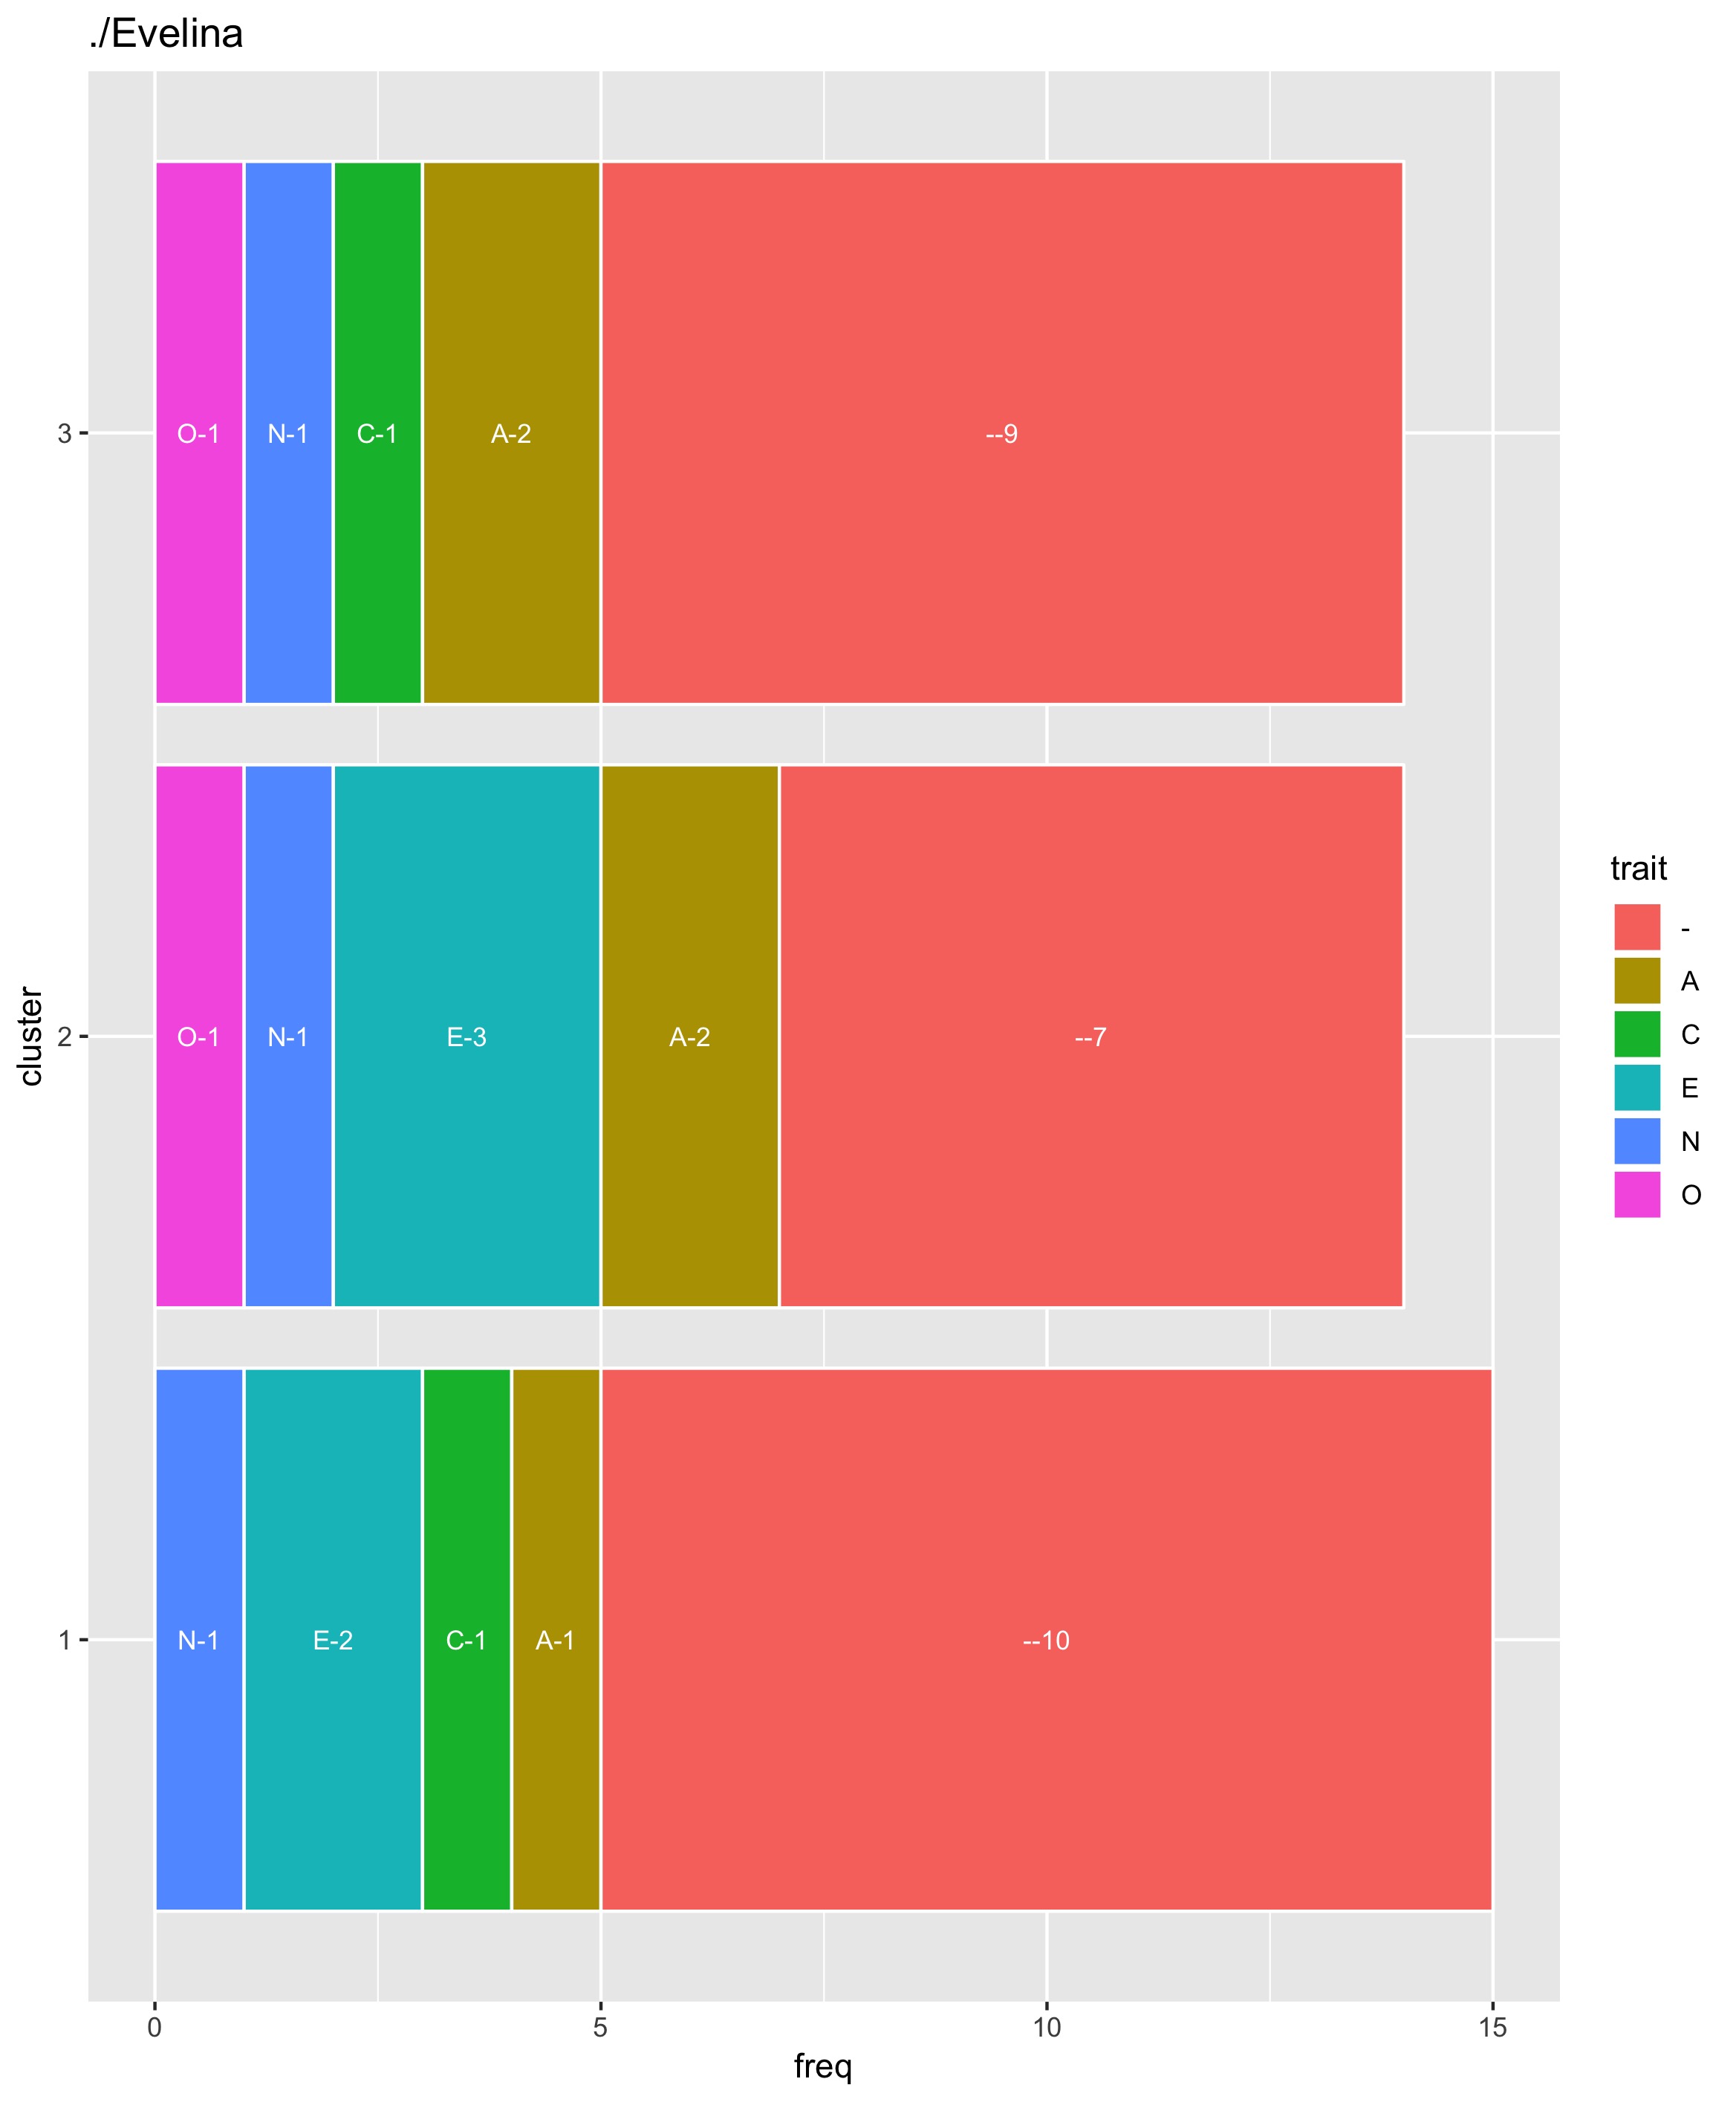 ./Evelina
3
O-1 N-1 C-1 A-2 --9
2
O-1 N-1 E-3 A-2 --7
1
N-1 E-2 C-1 A-1 --10
cluster
0 5 10 15
freq
trait
-
A
C
E
N
O